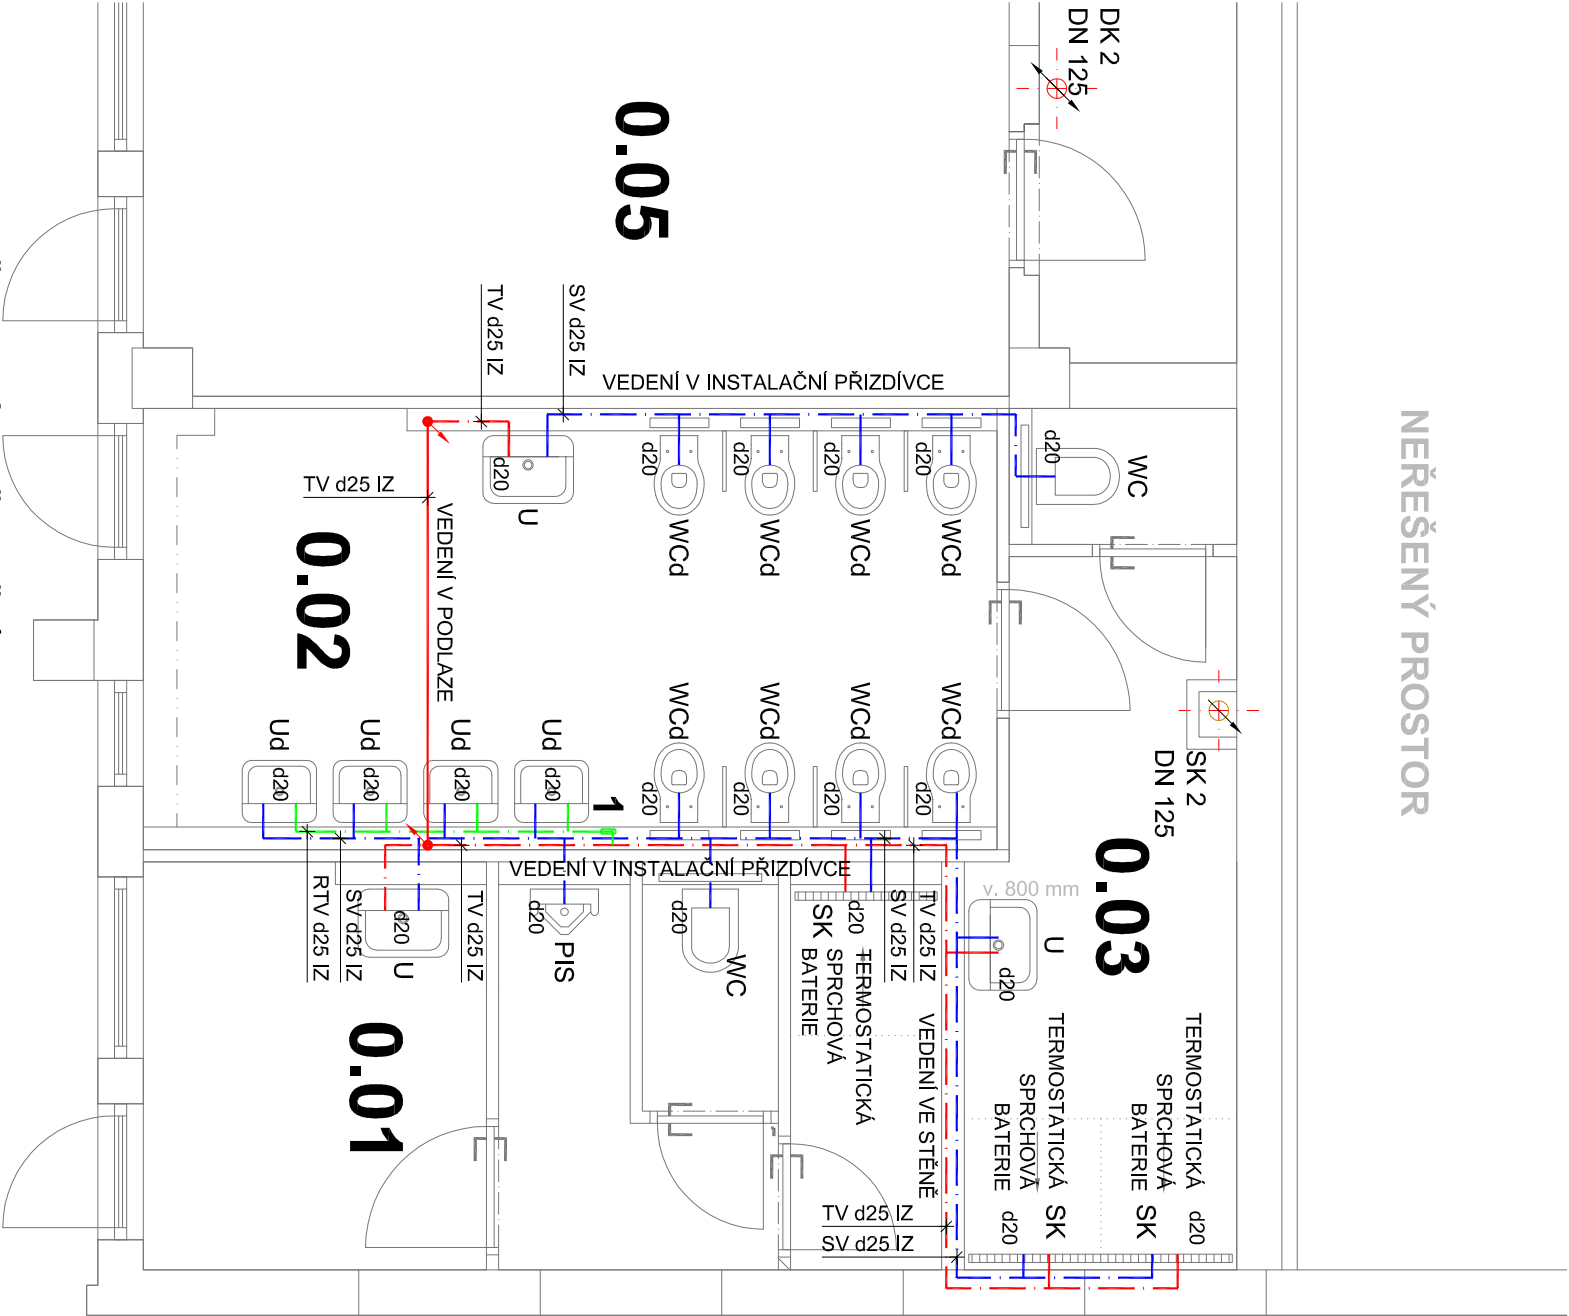 DK 2
DN 125
0.05
NEŘEŠENÝ PROSTOR
TV d25 IZ
SV d25 IZ
VEDENÍ V INSTALAČNÍ PŘIZDÍVCE
d20
d20
d20
d20
d20
d20
WC
U
WCd
WCd
WCd
WCd
TV d25 IZ
VEDENÍ V PODLAZE
0.02
WCd
WCd
WCd
WCd
Ud
Ud
Ud
Ud
d20
d20
d20
d20
1
d20
d20
d20
d20
SK 2
DN 125
VEDENÍ V INSTALAČNÍ PŘIZDÍVCE
RTV d25 IZ
SV d25 IZ
TV d25 IZ
d20
U
d20
PIS
d20
WC
d20
SK
TERMOSTATICKÁ
SPRCHOVÁ
BATERIE
SV d25 IZ
TV d25 IZ
v. 800 mm
U
d20
0.03
0.01
VEDENÍ VE STĚNĚ
TERMOSTATICKÁ
SPRCHOVÁ
BATERIE
SK
d20
TERMOSTATICKÁ
SPRCHOVÁ
BATERIE
SK
d20
TV d25 IZ
SV d25 IZ